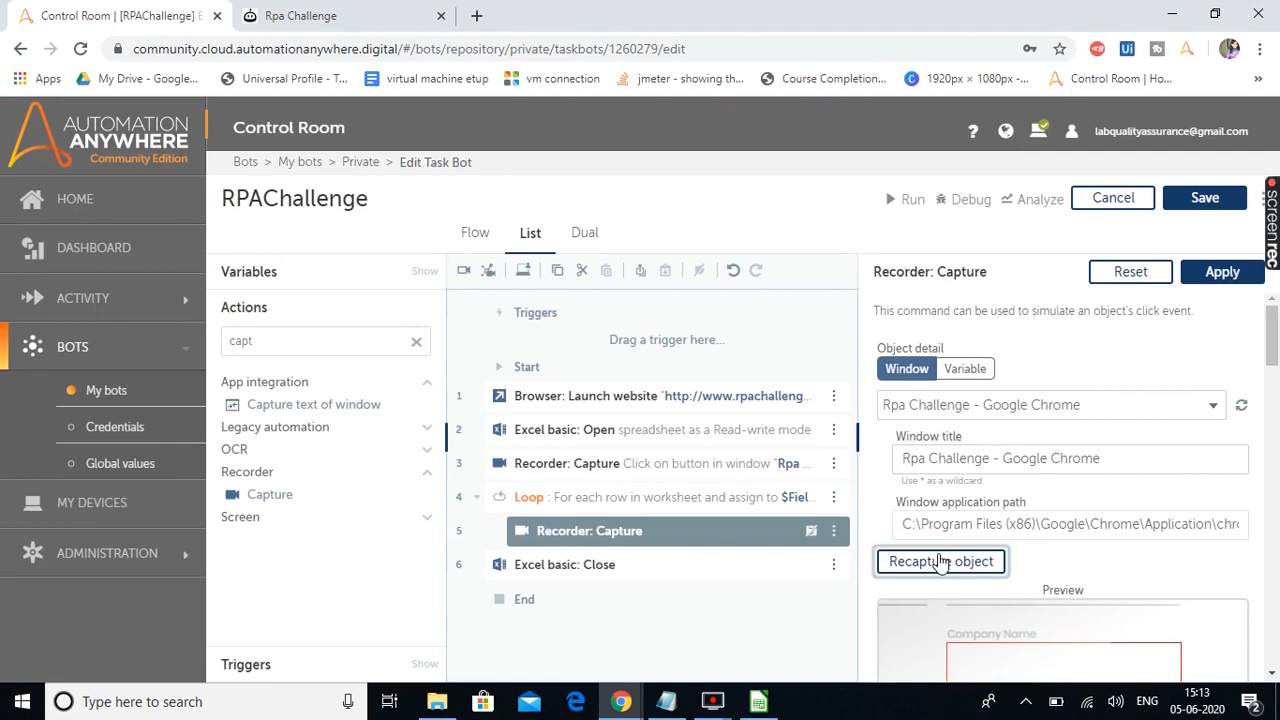 Control Room | [RPAChallenge] E
Rpa Challenge
community.cloud.automationanywhere.digital/#/bots/repository/private/taskbots/1260279/edit
Apps
My Drive - Google...
Universal Profile - T...
virtual machine etup
vm connection
jmeter - showing th...
Course Completion...
1920px × 1080px -...
Control Room | Ho...
AUTOMATION
ANYWHERE
Community Edition
Control Room
labqualityassurance@gmail.com
Bots > My bots > Private > Edit Task Bot
HOME
DASHBOARD
ACTIVITY
BOTS
My bots
Credentials
Global values
MY DEVICES
ADMINISTRATION
RPAChallenge
Run
Debug
Analyze
Cancel
Save
Flow
List
Dual
Variables
Show
Actions
capt
App integration
Capture text of window
Legacy automation
OCR
Recorder
Capture
Screen
Triggers
Show
Triggers
Drag a trigger here...
Start
1 Browser: Launch website "http://www.rpachalleng...
2 Excel basic: Open spreadsheet as a Read-write mode
3 Recorder: Capture Click on button in window "Rpa ...
4 Loop : For each row in worksheet and assign to $Fiel...
5 Recorder: Capture
6 Excel basic: Close
End
Recorder: Capture
Reset
Apply
This command can be used to simulate an object's click event.
Object detail
Window
Variable
Rpa Challenge - Google Chrome
Window title
Rpa Challenge - Google Chrome
Use * as a wildcard
Window application path
C:\Program Files (x86)\Google\Chrome\Application\chro
Recapture object
Preview
Company Name
screenrec
Type here to search
ENG
15:13
05-06-2020
2